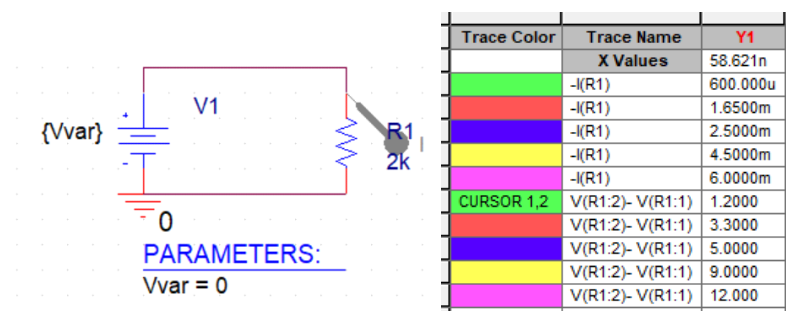 V1
{Vvar}
+
-
R1
I
2k
0
PARAMETERS:
Vvar = 0
Trace Color Trace Name Y1
X Values 58.621n
-I(R1) 600.000u
-I(R1) 1.6500m
-I(R1) 2.5000m
-I(R1) 4.5000m
-I(R1) 6.0000m
CURSOR 1,2 V(R1:2)- V(R1:1) 1.2000
V(R1:2)- V(R1:1) 3.3000
V(R1:2)- V(R1:1) 5.0000
V(R1:2)- V(R1:1) 9.0000
V(R1:2)- V(R1:1) 12.000